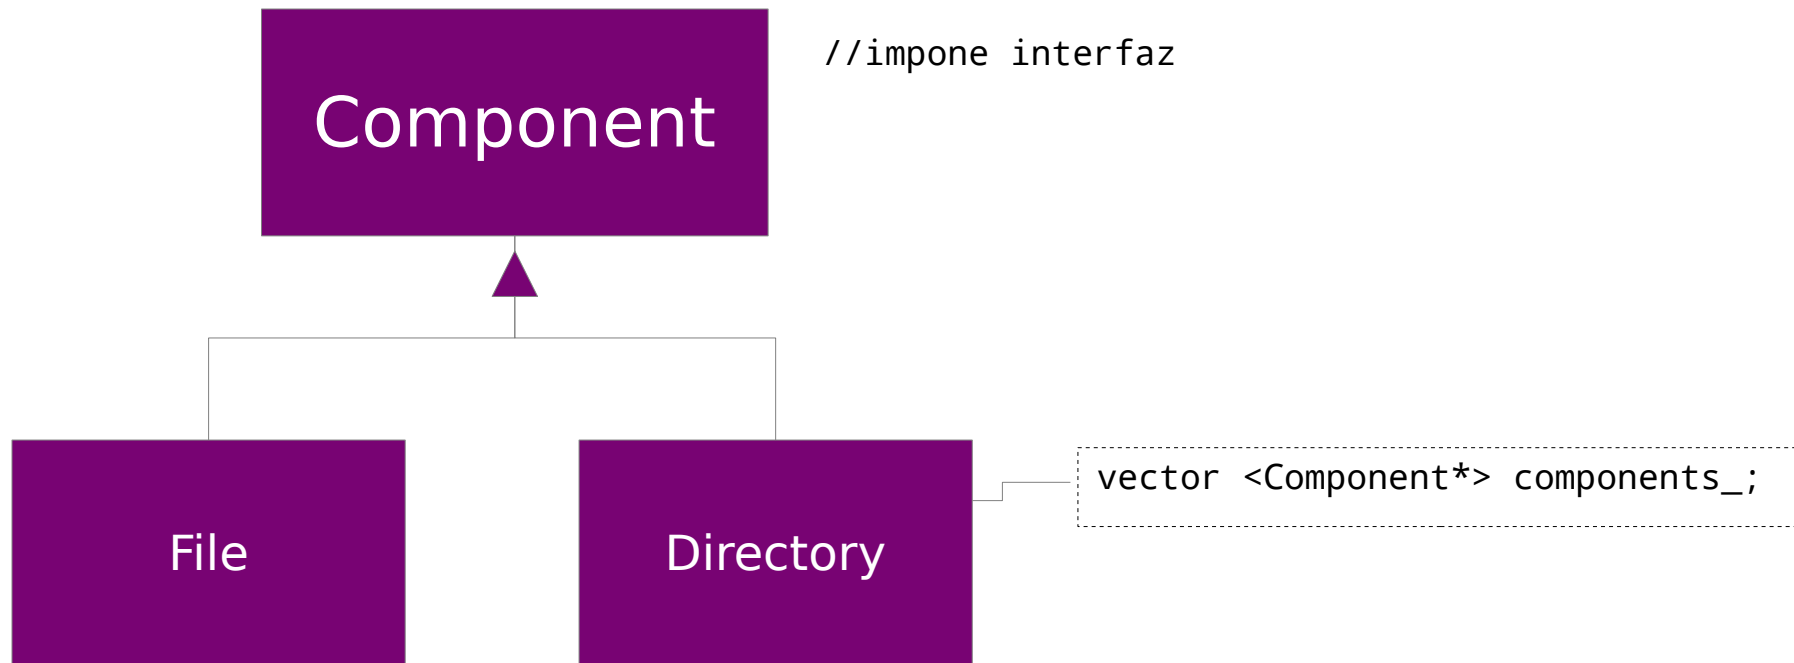 Component
//impone interfaz
File
Directory
vector <Component*> components_;